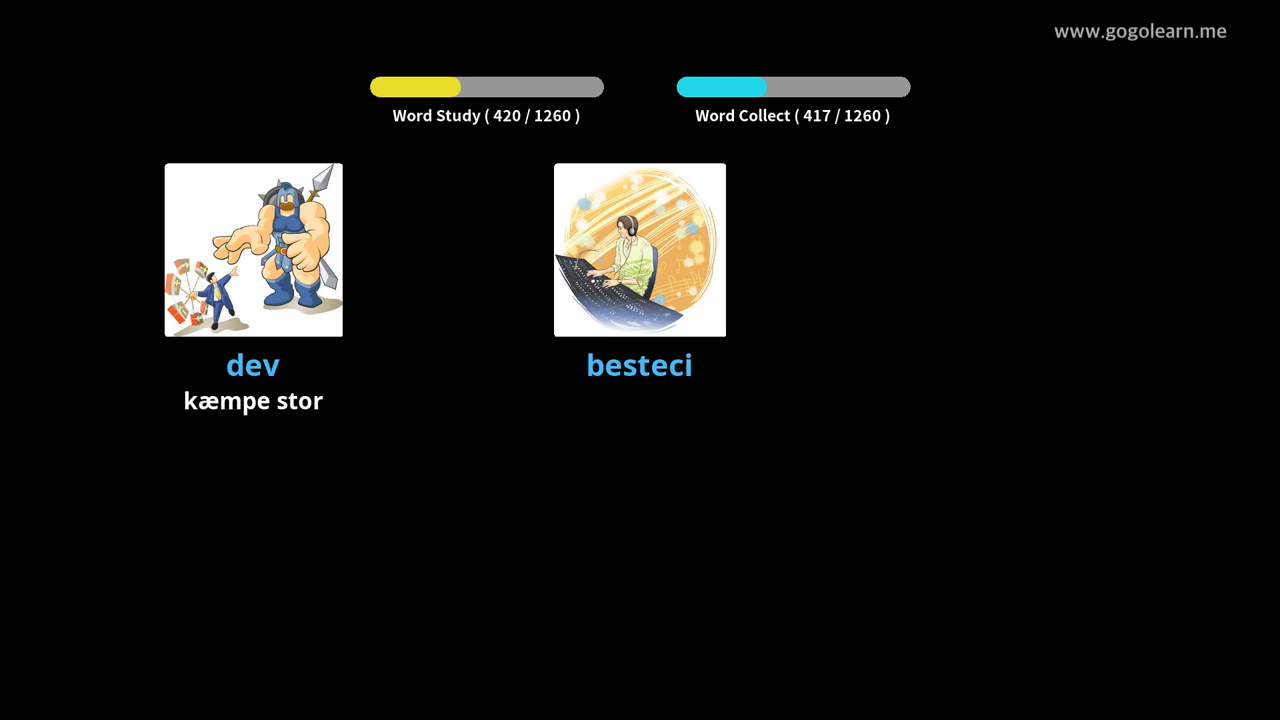 www.gogolearn.me
Word Study ( 420 / 1260 )
Word Collect ( 417 / 1260 )
dev
kæmpe stor
besteci